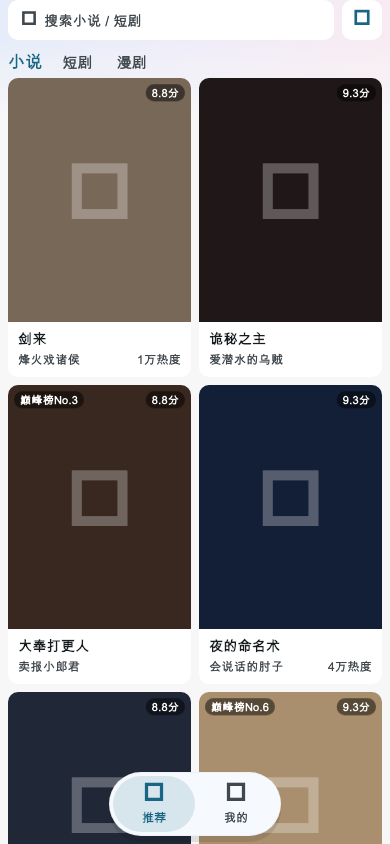 搜索小说 / 短剧
小说 短剧 漫剧
8.8分
9.3分
剑来
烽火戏诸侯 1万热度
诡秘之主
爱潜水的乌贼
巅峰榜No.3 8.8分
9.3分
大奉打更人
卖报小郎君
夜的命名术
会说话的肘子 4万热度
8.8分
巅峰榜No.6 9.3分
推荐 我的